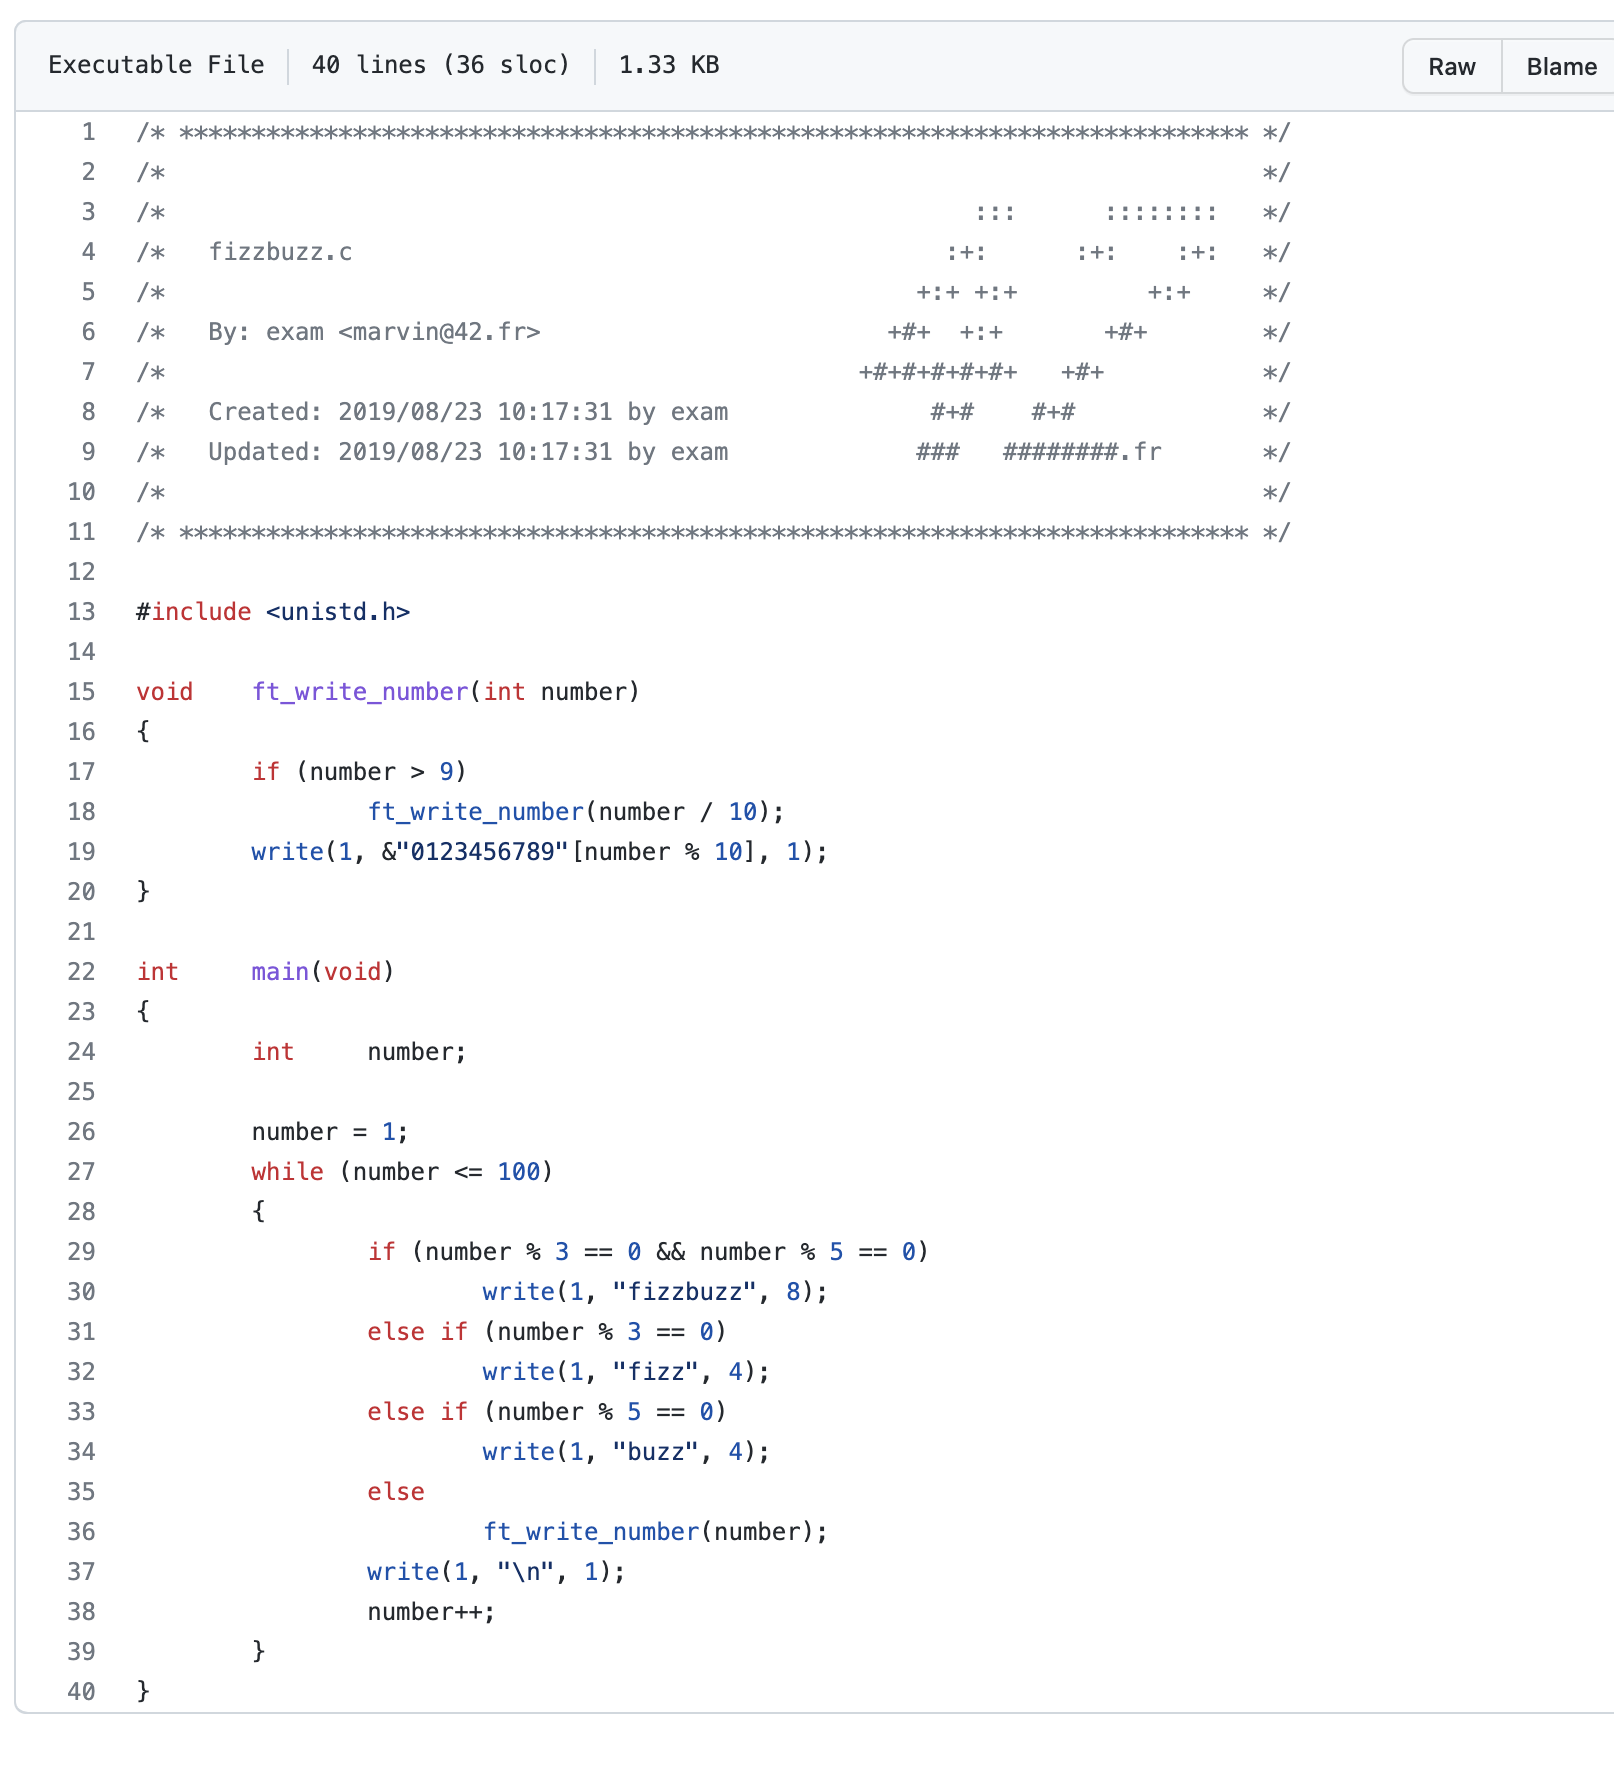 Executable File 40 lines (36 sloc) 1.33 KB Raw Blame
1 /* ************************************************************************** */
2 /*                                                                            */
3 /*                                                        :::      ::::::::   */
4 /*   fizzbuzz.c                                         :+:      :+:    :+:   */
5 /*                                                    +:+ +:+         +:+     */
6 /*   By: exam <marvin@42.fr>                        +#+  +:+       +#+        */
7 /*                                                +#+#+#+#+#+   +#+           */
8 /*   Created: 2019/08/23 10:17:31 by exam              #+#    #+#             */
9 /*   Updated: 2019/08/23 10:17:31 by exam             ###   ########.fr       */
10 /*                                                                            */
11 /* ************************************************************************** */
12
13 #include <unistd.h>
14
15 void    ft_write_number(int number)
16 {
17         if (number > 9)
18                 ft_write_number(number / 10);
19         write(1, &"0123456789"[number % 10], 1);
20 }
21
22 int     main(void)
23 {
24         int     number;
25
26         number = 1;
27         while (number <= 100)
28         {
29                 if (number % 3 == 0 && number % 5 == 0)
30                         write(1, "fizzbuzz", 8);
31                 else if (number % 3 == 0)
32                         write(1, "fizz", 4);
33                 else if (number % 5 == 0)
34                         write(1, "buzz", 4);
35                 else
36                         ft_write_number(number);
37                 write(1, "\n", 1);
38                 number++;
39         }
40 }